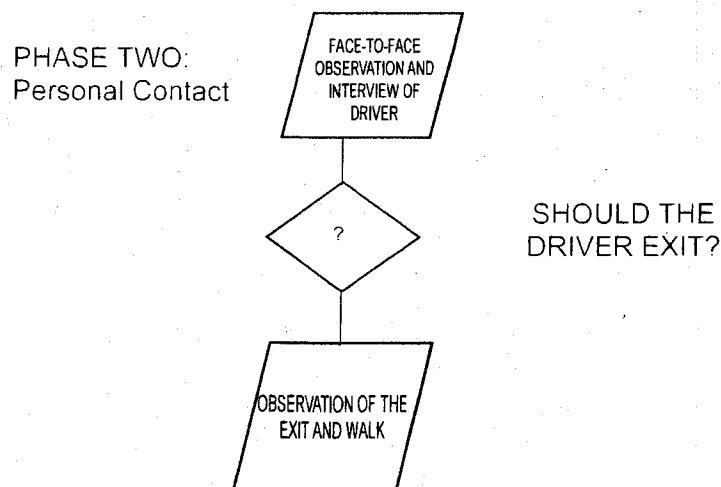 PHASE TWO:
Personal Contact
FACE-TO-FACE
OBSERVATION AND
INTERVIEW OF
DRIVER
?
SHOULD THE
DRIVER EXIT?
OBSERVATION OF THE
EXIT AND WALK